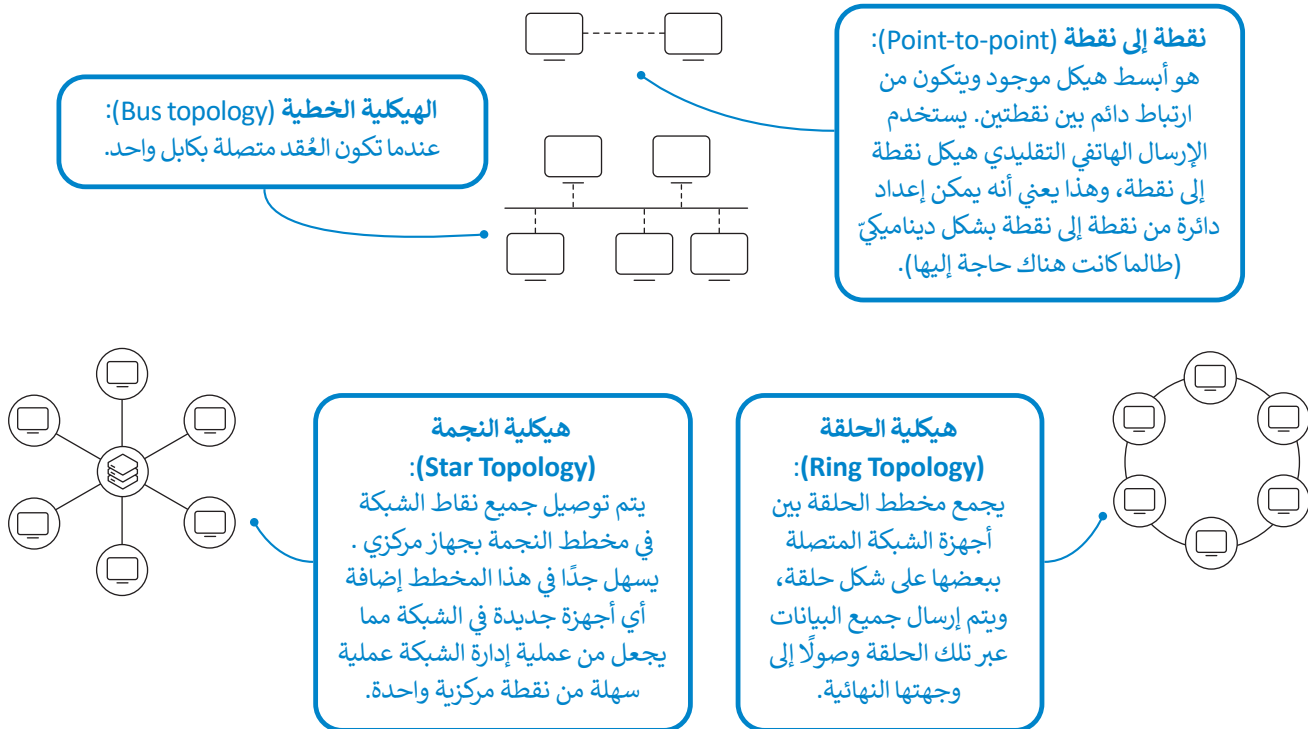 نقطة إلى نقطة (Point-to-point):
هو أبسط هيكل موجود ويتكون من
ارتباط دائم بين نقطتين. يستخدم
الإرسال الهاتفي التقليدي هيكل نقطة
إلى نقطة، وهذا يعني أنه يمكن إعداد
دائرة من نقطة إلى نقطة بشكل ديناميكيّ
(طالما كانت هناك حاجة إليها).
الهيكلية الخطية (Bus topology):
عندما تكون العُقد متصلة بكابل واحد.
هيكلية الحلقة
(Ring Topology):
يجمع مخطط الحلقة بين
أجهزة الشبكة المتصلة
ببعضها على شكل حلقة،
ويتم إرسال جميع البيانات
عبر تلك الحلقة وصولًا إلى
وجهتها النهائية.
هيكلية النجمة
(Star Topology):
يتم توصيل جميع نقاط الشبكة
في مخطط النجمة بجهاز مركزي .
يسهل جدًا في هذا المخطط إضافة
أي أجهزة جديدة في الشبكة مما
يجعل من عملية إدارة الشبكة عملية
سهلة من نقطة مركزية واحدة.